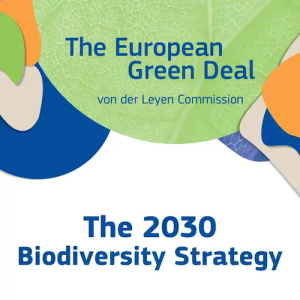 The European
Green Deal
von der Leyen Commission
The 2030
Biodiversity Strategy